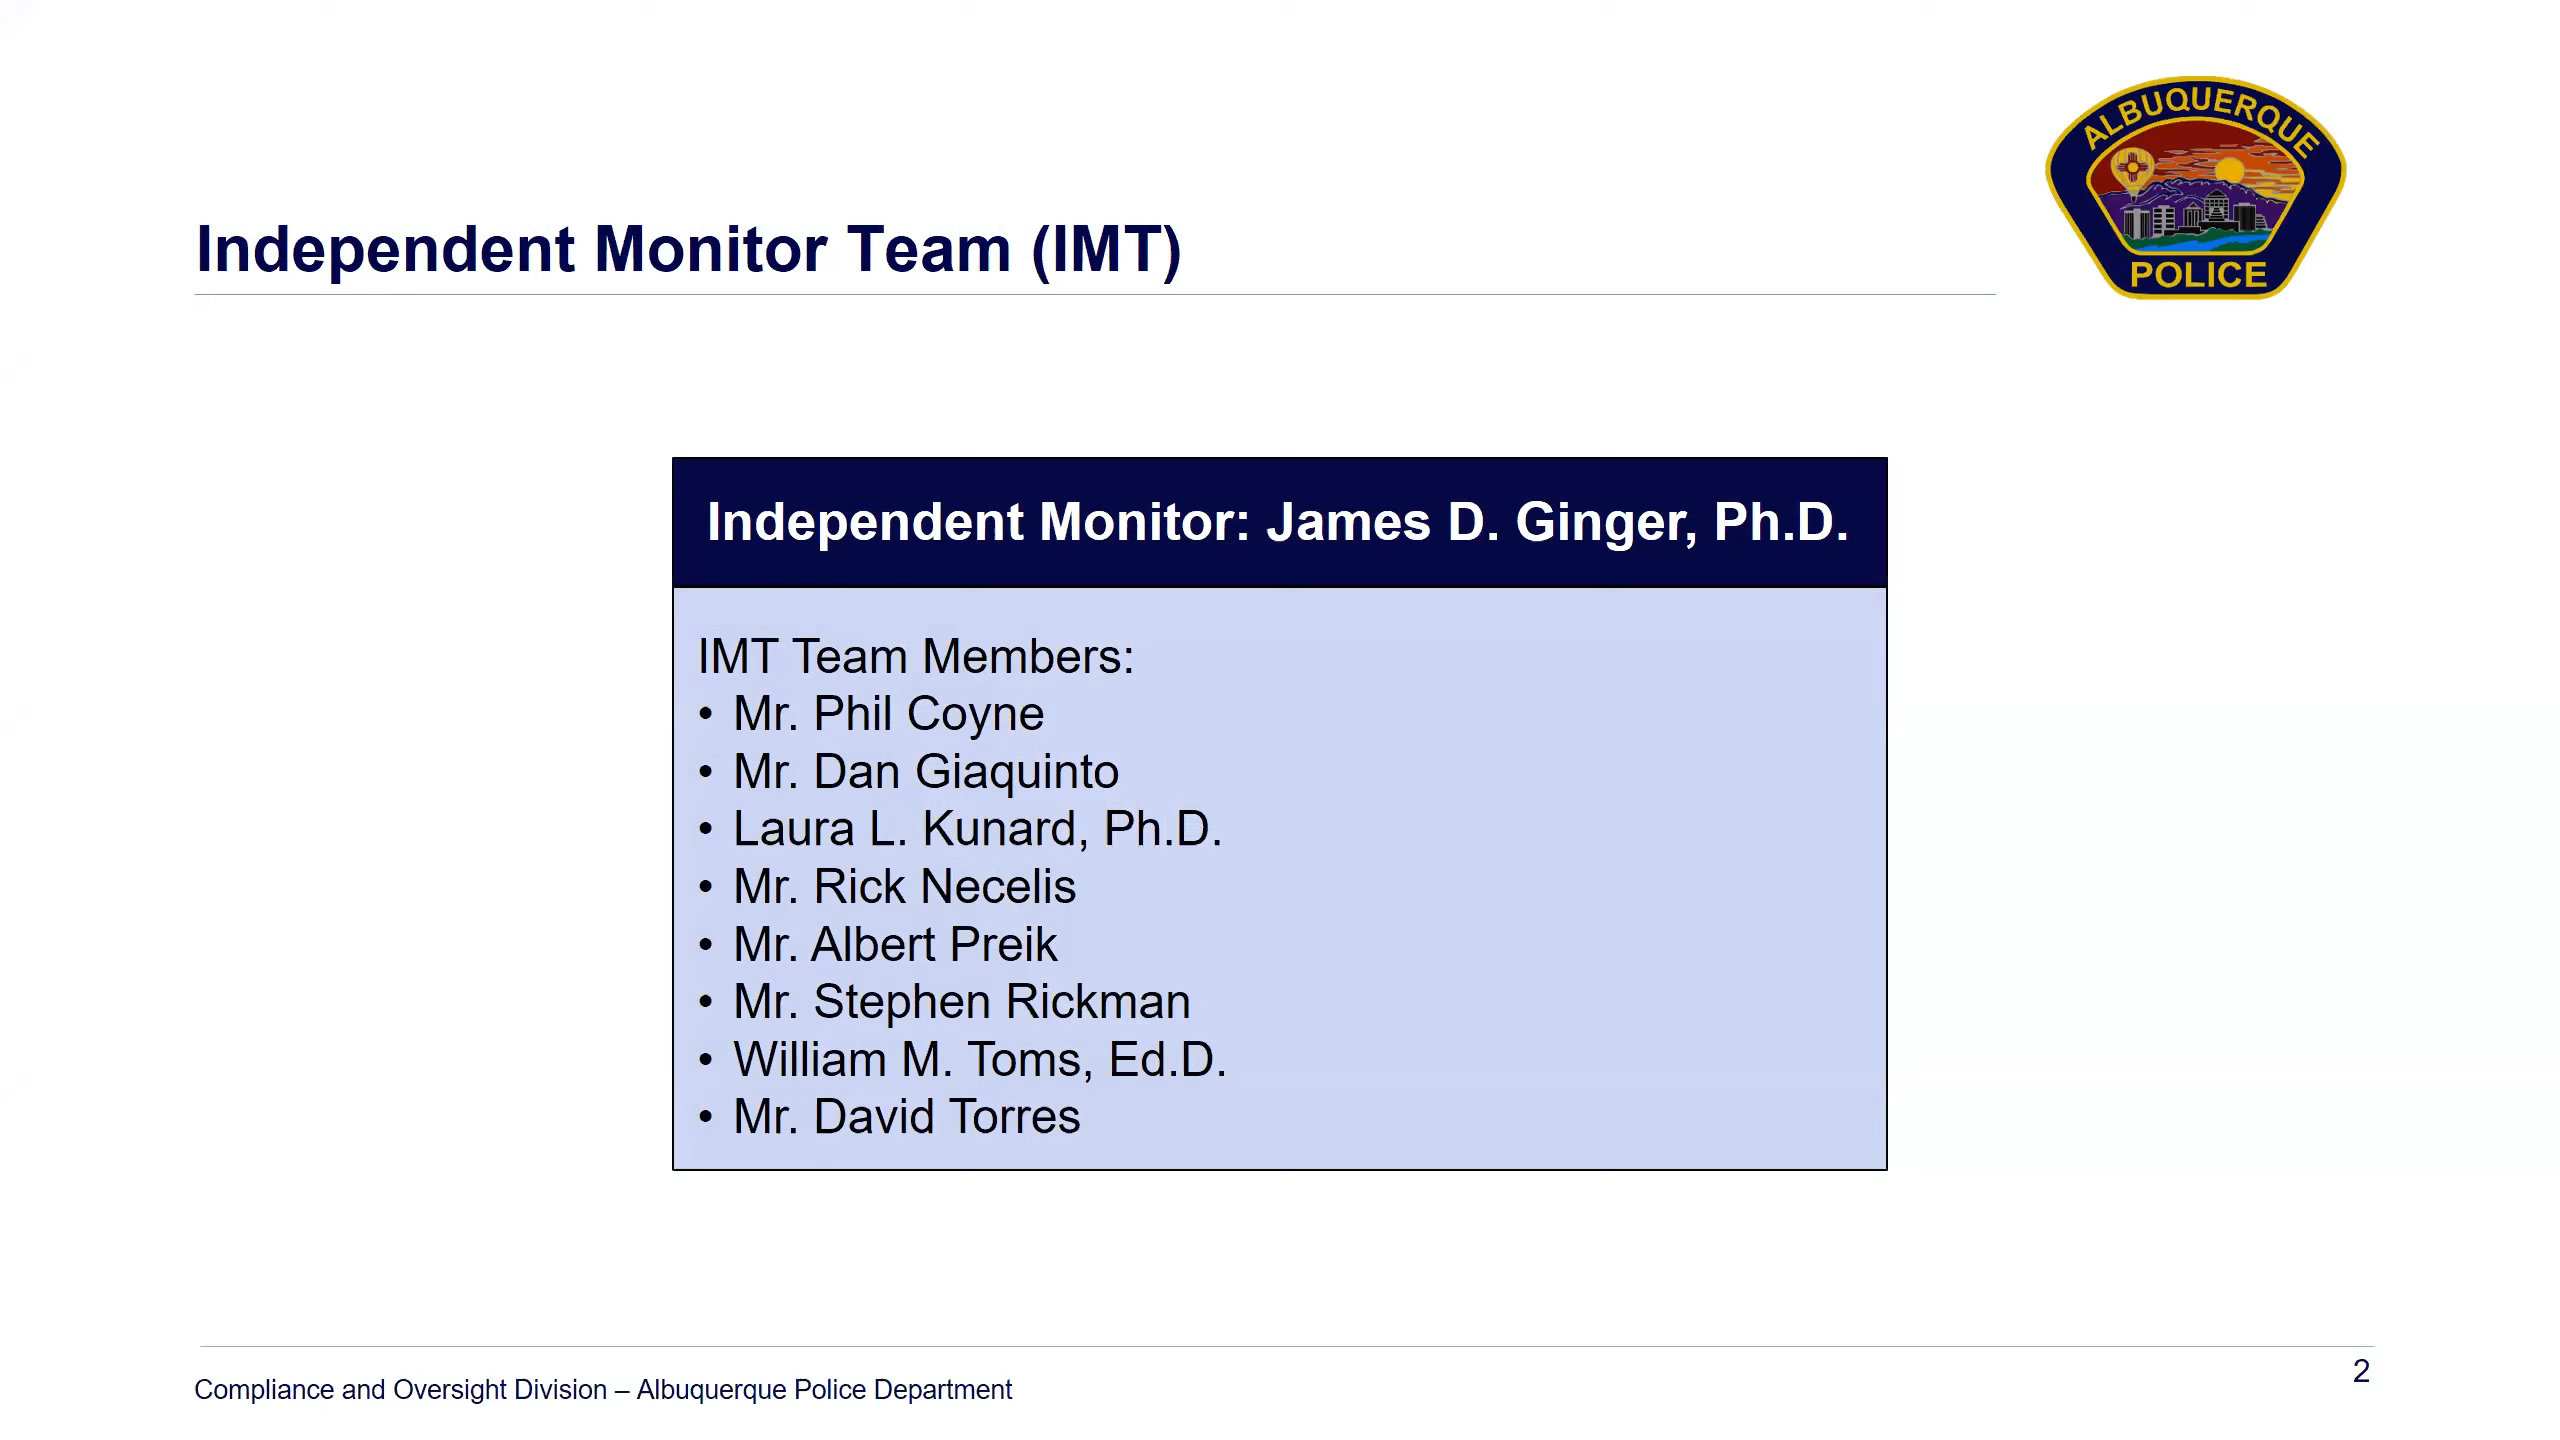 ALBUQUERQUE
POLICE
Independent Monitor Team (IMT)
Independent Monitor: James D. Ginger, Ph.D.
IMT Team Members:
• Mr. Phil Coyne
• Mr. Dan Giaquinto
• Laura L. Kunard, Ph.D.
• Mr. Rick Necelis
• Mr. Albert Preik
• Mr. Stephen Rickman
• William M. Toms, Ed.D.
• Mr. David Torres
Compliance and Oversight Division – Albuquerque Police Department
2